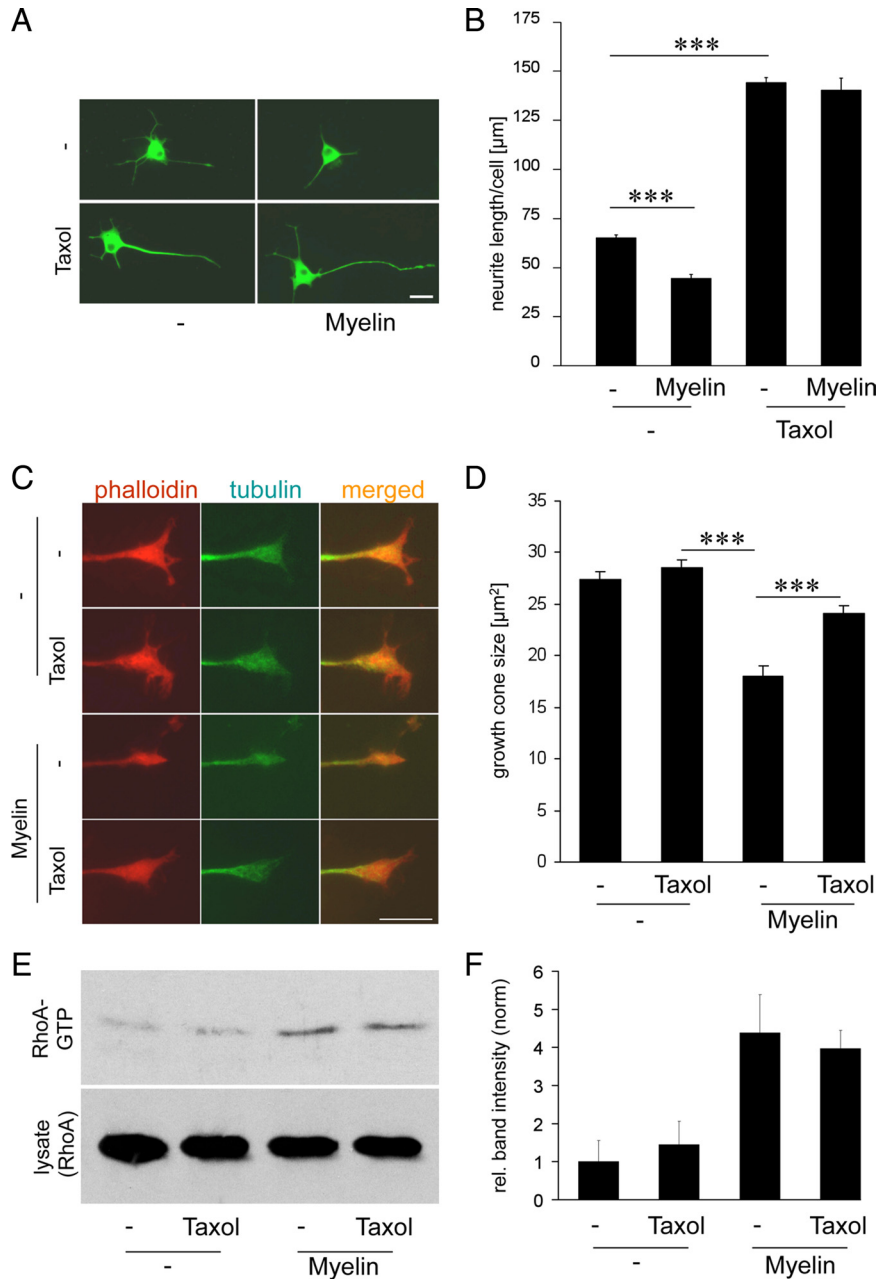 A
-
Taxol
-
Myelin
B
neurite length/cell [µm]
175
150
125
100
75
50
25
0
***
***
-
Myelin
-
Myelin
-
Taxol
C
phalloidin
tubulin
merged
-
-
Taxol
Myelin
-
Taxol
D
growth cone size [µm²]
35
30
25
20
15
10
5
0
***
***
-
Taxol
-
Taxol
-
Myelin
E
RhoA-
GTP
lysate
(RhoA)
-
Taxol
-
Taxol
-
Myelin
F
rel. band intensity (norm)
6
5
4
3
2
1
0
-
Taxol
-
Taxol
-
Myelin